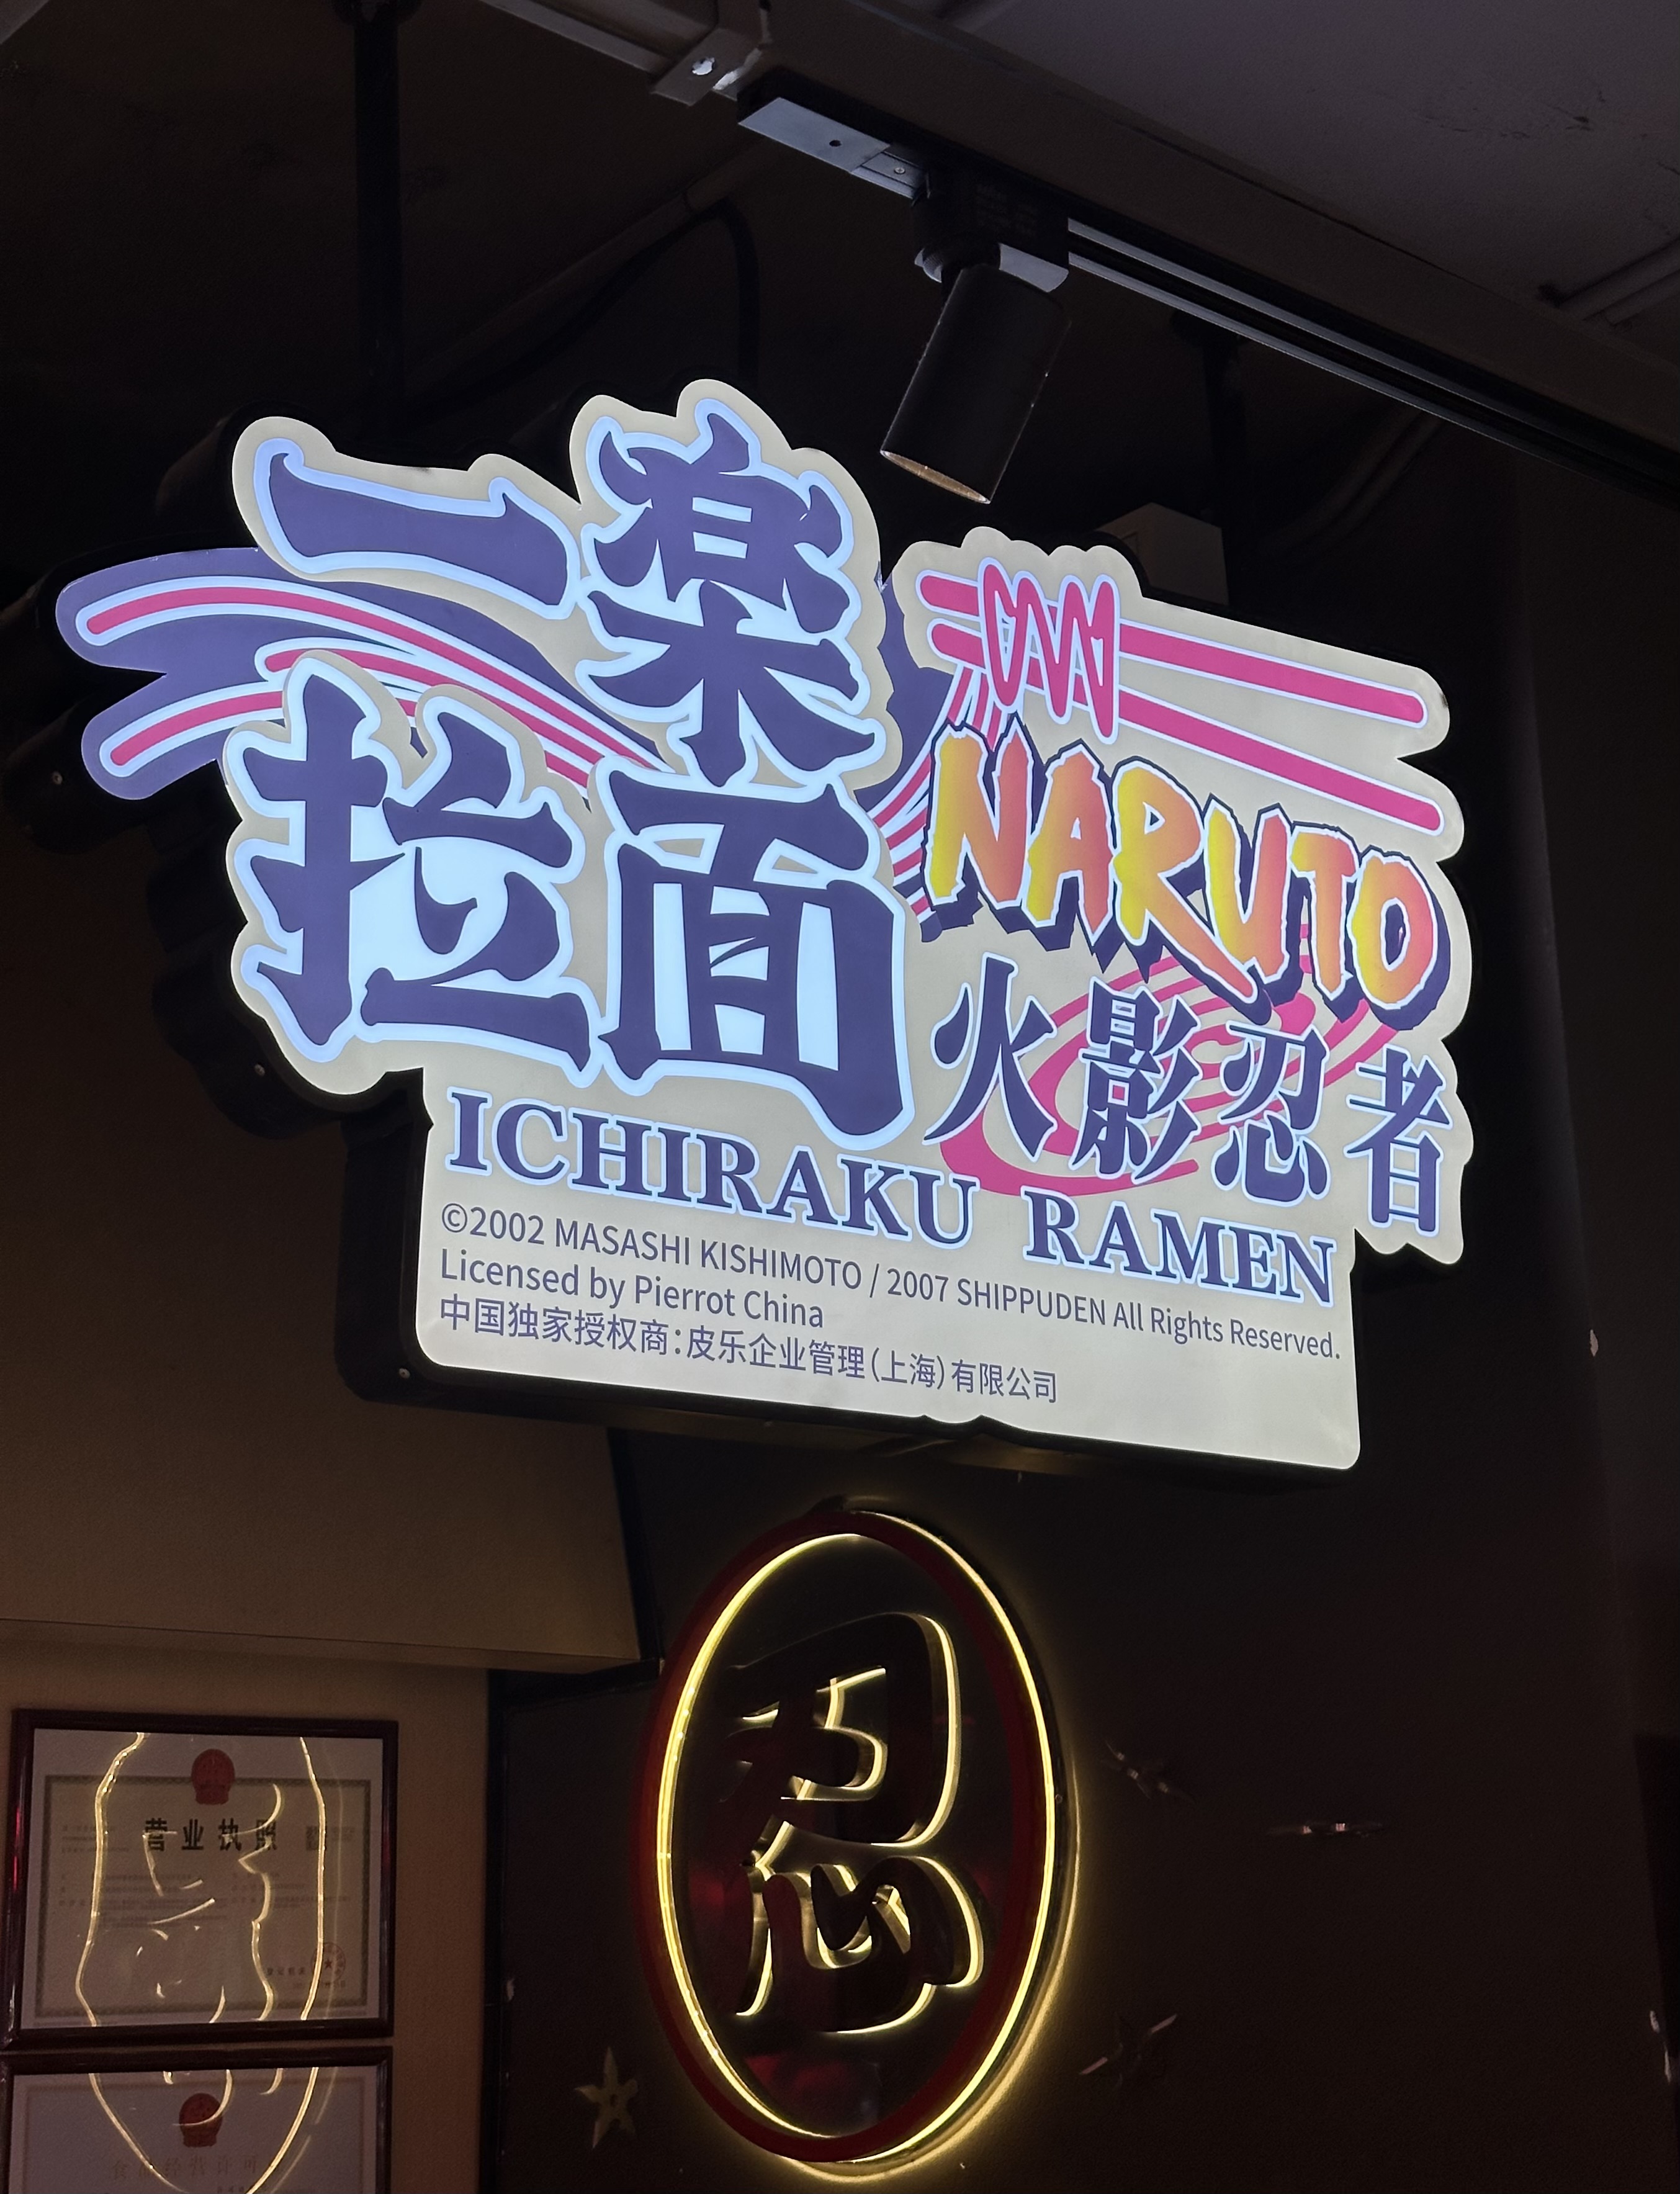 一楽
拉面
NARUTO
火影忍者
ICHIRAKU RAMEN
©2002 MASASHI KISHIMOTO / 2007 SHIPPUDEN All Rights Reserved.
Licensed by Pierrot China
中国独家授权商：皮乐企业管理（上海）有限公司
忍
营业执照